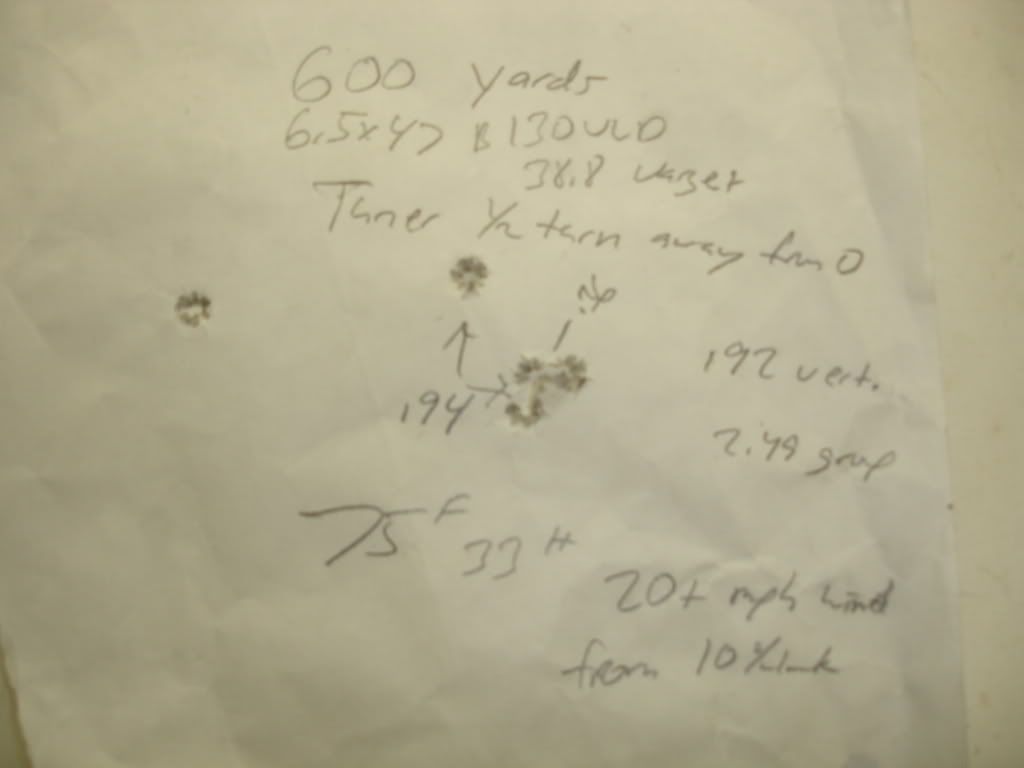 600 yards
6.5x47 B 130 VLD
38.8 varget
Tuner 1/2 turn away from 0
.192 vert.
.194
2.49 group
75 F 33 H
20+ mph wind
from 10 o'clock